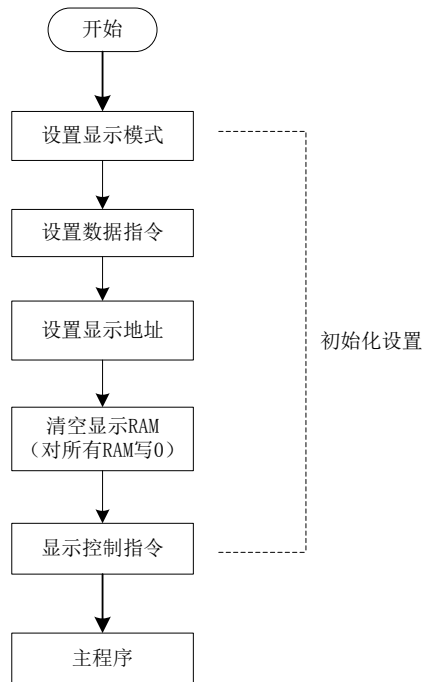 开始
设置显示模式
设置数据指令
设置显示地址
初始化设置
清空显示RAM
（对所有RAM写0）
显示控制指令
主程序